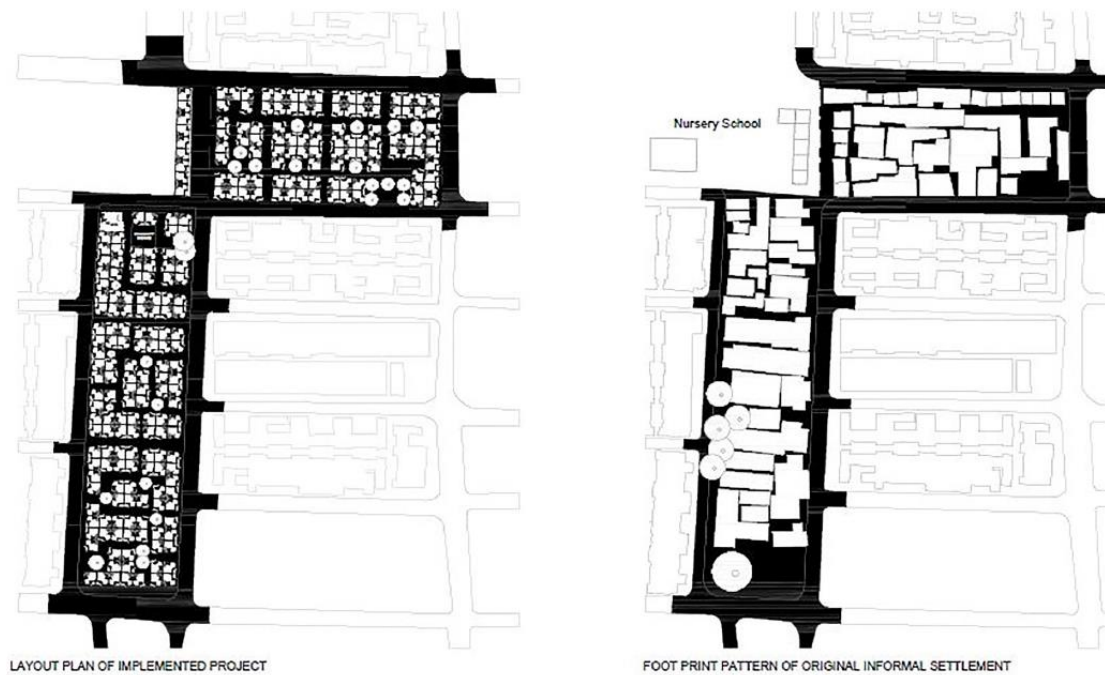 Nursery School
LAYOUT PLAN OF IMPLEMENTED PROJECT
FOOT PRINT PATTERN OF ORIGINAL INFORMAL SETTLEMENT